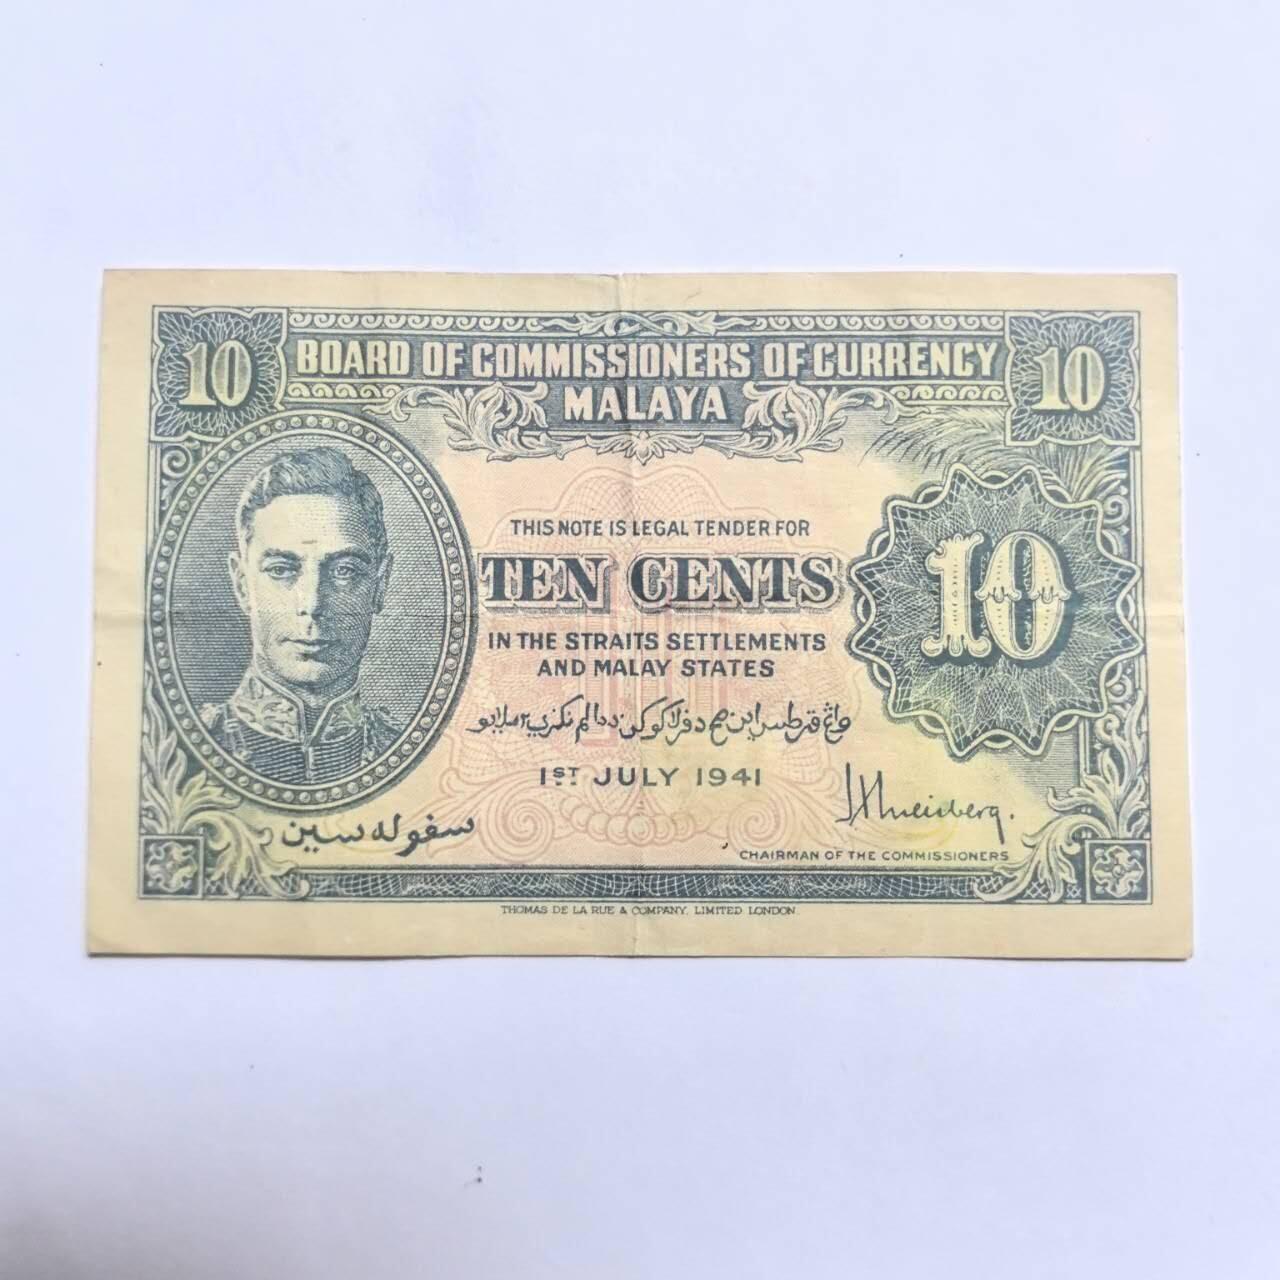 10 BOARD OF COMMISSIONERS OF CURRENCY 10
MALAYA
THIS NOTE IS LEGAL TENDER FOR
TEN CENTS
10
IN THE STRAITS SETTLEMENTS
AND MALAY STATES
1ST JULY 1941
سفوله سين
CHAIRMAN OF THE COMMISSIONERS
THOMAS DE LA RUE & COMPANY, LIMITED LONDON.